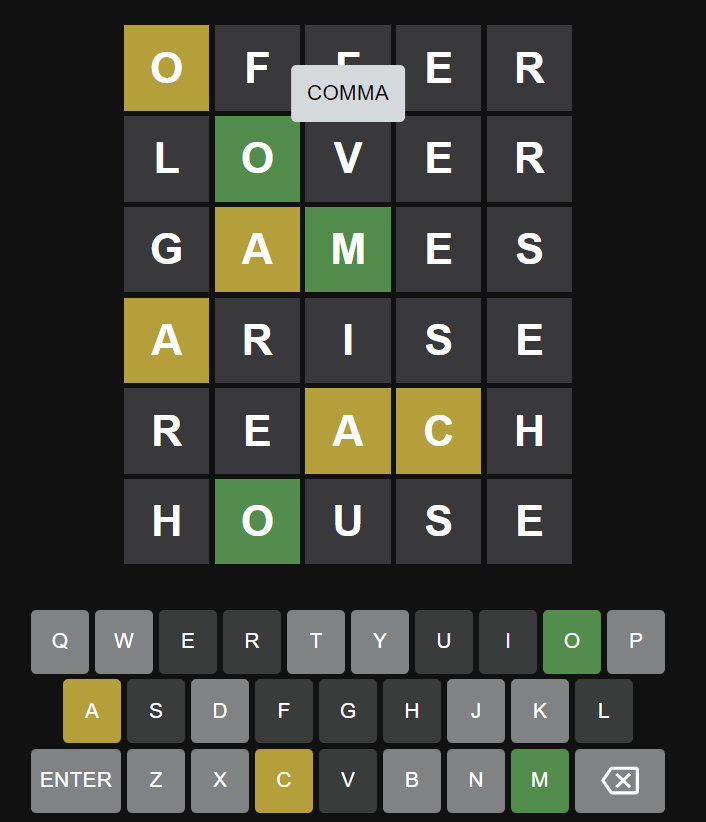 O F F E R
COMMA
L O V E R
G A M E S
A R I S E
R E A C H
H O U S E
Q W E R T Y U I O P
A S D F G H J K L
ENTER Z X C V B N M